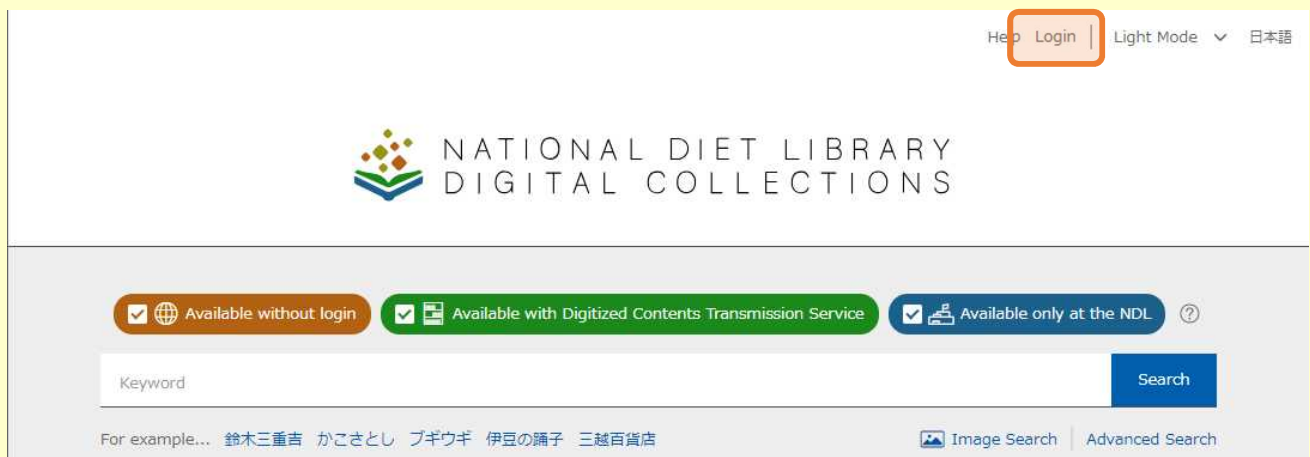 Help Login Light Mode 日本語
NATIONAL DIET LIBRARY
DIGITAL COLLECTIONS
Available without login Available with Digitized Contents Transmission Service Available only at the NDL ?
Keyword Search
For example... 鈴木三重吉 かこさとし ブギウギ 伊豆の踊子 三越百貨店 Image Search Advanced Search